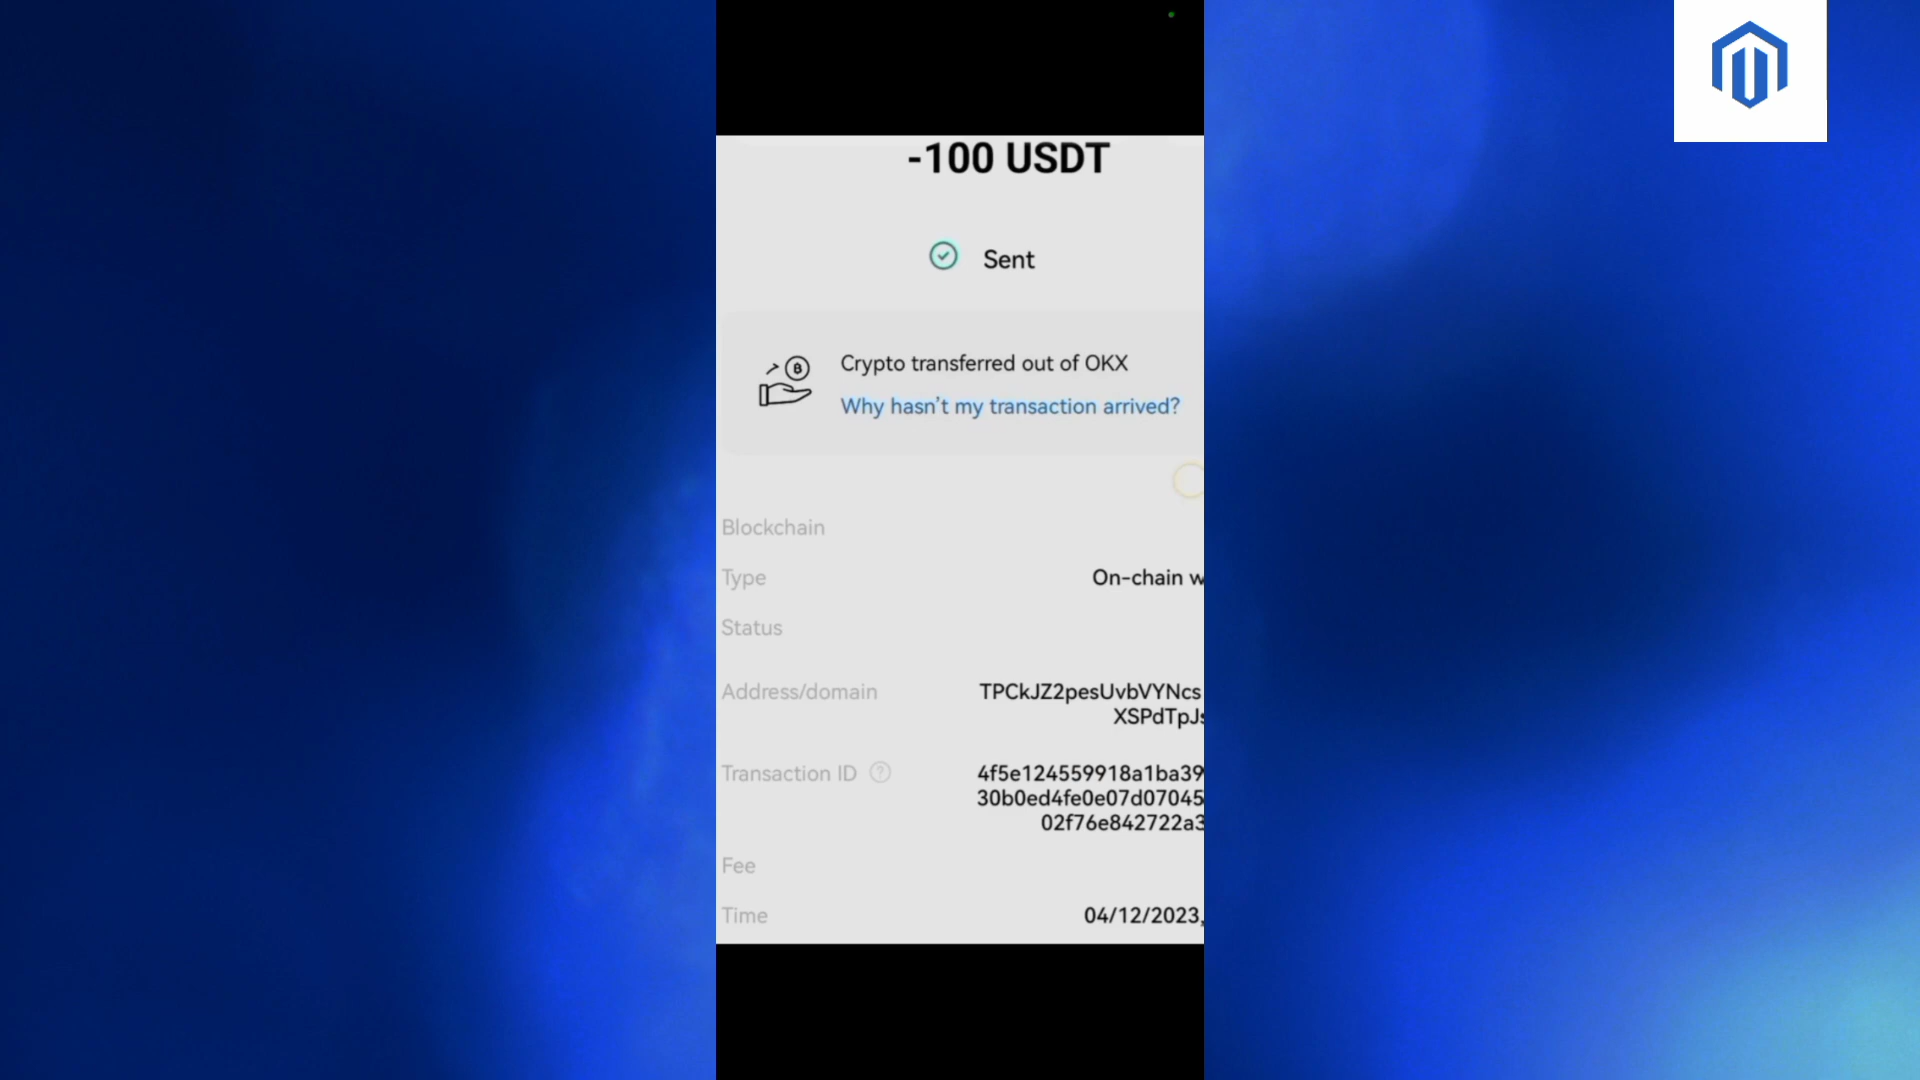 -100 USDT
Sent
Crypto transferred out of OKX
Why hasn't my transaction arrived?
Blockchain
Type On-chain w
Status
Address/domain TPCkJZ2pesUvbVYNcs
XSPdTpJs
Transaction ID 4f5e124559918a1ba39
30b0ed4fe0e07d07045
02f76e842722a3
Fee
Time 04/12/2023,